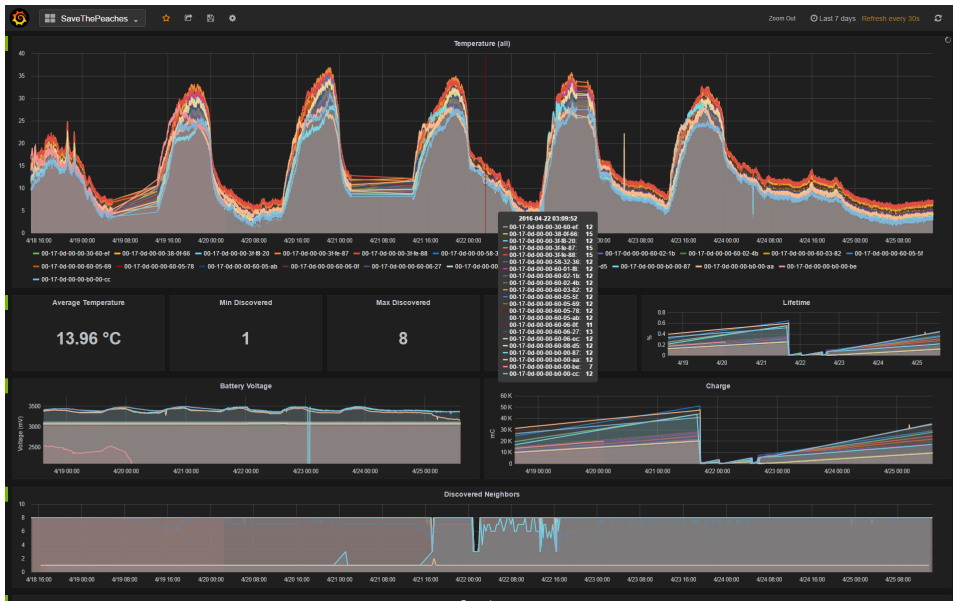 SaveThePeaches
Zoom Out Last 7 days Refresh every 30s
Temperature (all)
40
35
30
25
20
15
10
5
0
4/18 16:00 4/19 00:00 4/19 08:00 4/19 16:00 4/20 00:00 4/20 08:00 4/20 16:00 4/21 00:00 4/21 08:00 4/21 16:00 4/22 00:00 4/22 08:00 4/22 16:00 4/23 00:00 4/23 08:00 4/23 16:00 4/24 00:00 4/24 08:00 4/24 16:00 4/25 00:00 4/25 08:00
00-17-0d-00-00-30-60-ef 00-17-0d-00-00-38-0f-66 00-17-0d-00-00-3f-f8-20 00-17-0d-00-00-3f-fe-87 00-17-0d-00-00-3f-fe-88 00-17-0d-00-00-58-3 00-17-0d-00-00-60-02-1b 00-17-0d-00-00-60-02-4b 00-17-0d-00-00-60-03-82 00-17-0d-00-00-60-05-5f
00-17-0d-00-00-60-05-69 00-17-0d-00-00-60-05-78 00-17-0d-00-00-60-05-ab 00-17-0d-00-00-60-06-0f 00-17-0d-00-00-60-06-27 00-17-0d-00-00 00-17-0d-00-00-b0-00-87 00-17-0d-00-00-b0-00-aa 00-17-0d-00-00-b0-00-be
00-17-0d-00-00-b0-00-cc
2016-04-22 03:09:52
00-17-0d-00-00-30-60-ef: 12
00-17-0d-00-00-38-0f-66: 15
00-17-0d-00-00-3f-f8-20: 12
00-17-0d-00-00-3f-fe-87: 15
00-17-0d-00-00-3f-fe-88: 15
00-17-0d-00-00-58-32-36: 12
00-17-0d-00-00-60-01-f8: 12
00-17-0d-00-00-60-02-1b: 12
00-17-0d-00-00-60-02-4b: 12
00-17-0d-00-00-60-03-82: 12
00-17-0d-00-00-60-05-5f: 12
00-17-0d-00-00-60-05-69: 12
00-17-0d-00-00-60-05-78: 12
00-17-0d-00-00-60-05-ab: 12
00-17-0d-00-00-60-06-0f: 11
00-17-0d-00-00-60-06-27: 13
00-17-0d-00-00-60-06-ec: 12
00-17-0d-00-00-60-08-d5: 12
00-17-0d-00-00-b0-00-87: 12
00-17-0d-00-00-b0-00-aa: 12
00-17-0d-00-00-b0-00-be: 7
00-17-0d-00-00-b0-00-cc: 12
Average Temperature
13.96 °C
Min Discovered
1
Max Discovered
8
Lifetime
%
0.8
0.6
0.4
0.2
0
4/19 4/20 4/21 4/22 4/23 4/24 4/25
Battery Voltage
Voltage (mV)
3500
3000
2500
4/19 00:00 4/20 00:00 4/21 00:00 4/22 00:00 4/23 00:00 4/24 00:00 4/25 00:00
Charge
mC
60 K
50 K
40 K
30 K
20 K
10 K
0
4/19 00:00 4/20 00:00 4/21 00:00 4/22 00:00 4/23 00:00 4/24 00:00 4/25 00:00
Discovered Neighbors
10
8
6
4
2
0
4/18 16:00 4/19 00:00 4/19 08:00 4/19 16:00 4/20 00:00 4/20 08:00 4/20 16:00 4/21 00:00 4/21 08:00 4/21 16:00 4/22 00:00 4/22 08:00 4/22 16:00 4/23 00:00 4/23 08:00 4/23 16:00 4/24 00:00 4/24 08:00 4/24 16:00 4/25 00:00 4/25 08:00